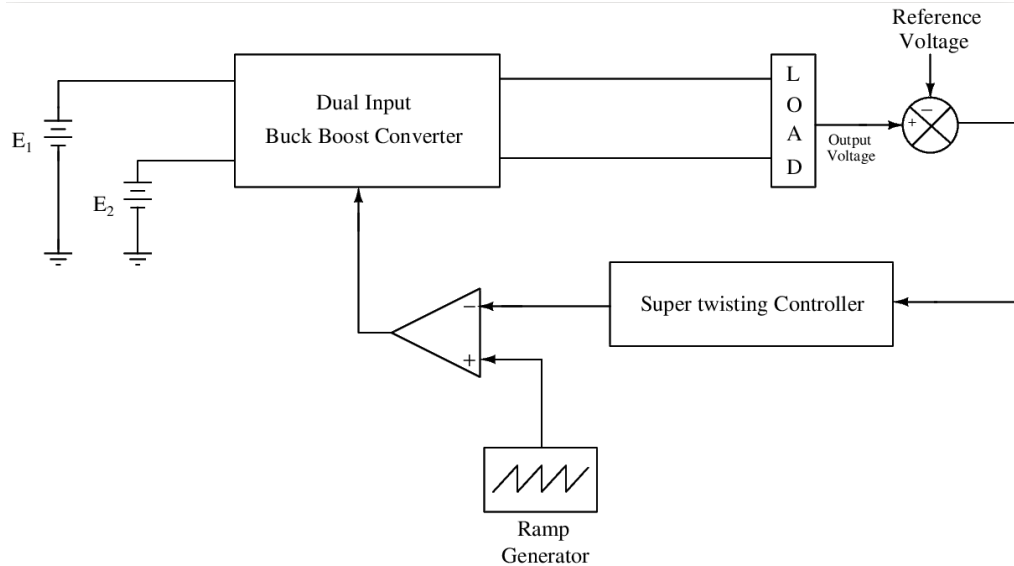 Reference
Voltage
−
+
Output
Voltage
L
O
A
D
Dual Input
Buck Boost Converter
E1
E2
Super twisting Controller
−
+
Ramp
Generator